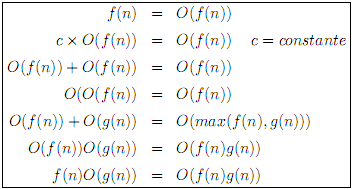 f(n) = O(f(n))
c × O(f(n)) = O(f(n)) c = constante
O(f(n)) + O(f(n)) = O(f(n))
O(O(f(n)) = O(f(n))
O(f(n)) + O(g(n)) = O(max(f(n), g(n)))
O(f(n))O(g(n)) = O(f(n)g(n))
f(n)O(g(n)) = O(f(n)g(n))